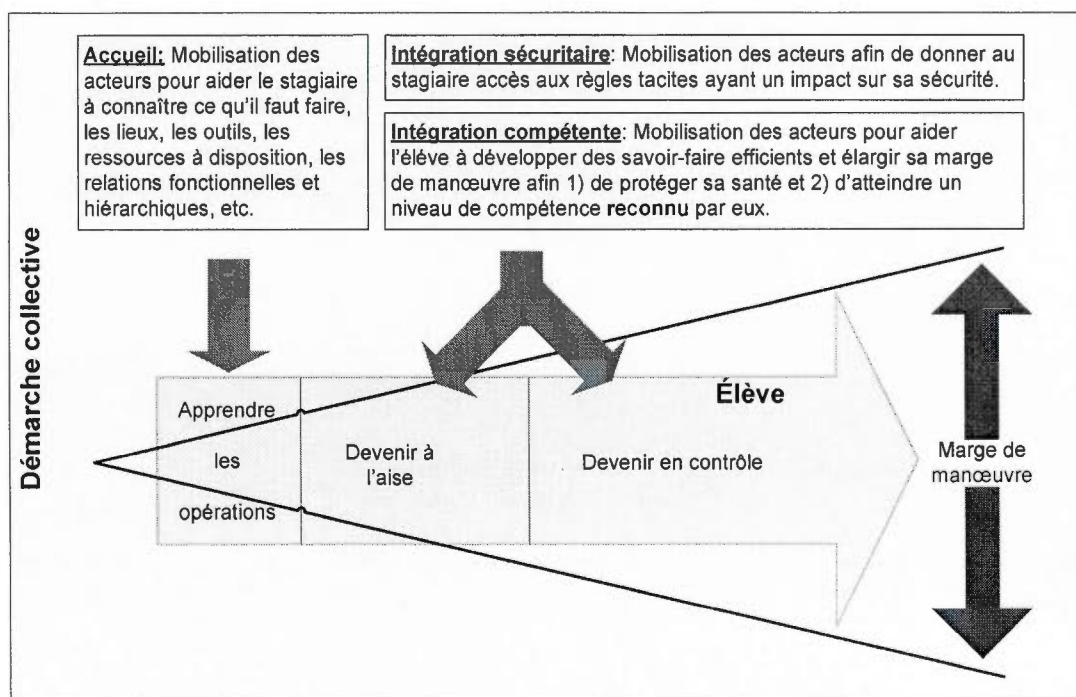 Démarche collective
Accueil: Mobilisation des
acteurs pour aider le stagiaire
à connaître ce qu'il faut faire,
les lieux, les outils, les
ressources à disposition, les
relations fonctionnelles et
hiérarchiques, etc.
Intégration sécuritaire: Mobilisation des acteurs afin de donner au
stagiaire accès aux règles tacites ayant un impact sur sa sécurité.
Intégration compétente: Mobilisation des acteurs pour aider
l'élève à développer des savoir-faire efficients et élargir sa marge
de manœuvre afin 1) de protéger sa santé et 2) d'atteindre un
niveau de compétence reconnu par eux.
Apprendre
les
opérations
Devenir à
l'aise
Élève
Devenir en contrôle
Marge de
manœuvre